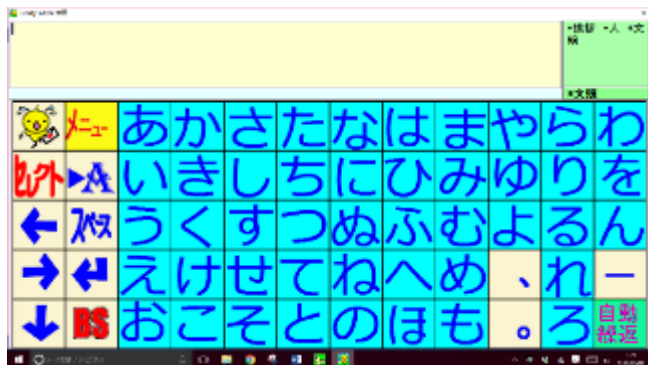 ・挨拶 ・人 *文
*文頭
メニュー あ か さ た な は ま や ら わ
セレクト ▶A い き し ち に ひ み ゆ り を
← スペース う く す つ ぬ ふ む よ る ん
→ ↵ え け せ て ね へ め 、 れ ー
↓ BS お こ そ と の ほ も 。 ろ 自動繰返